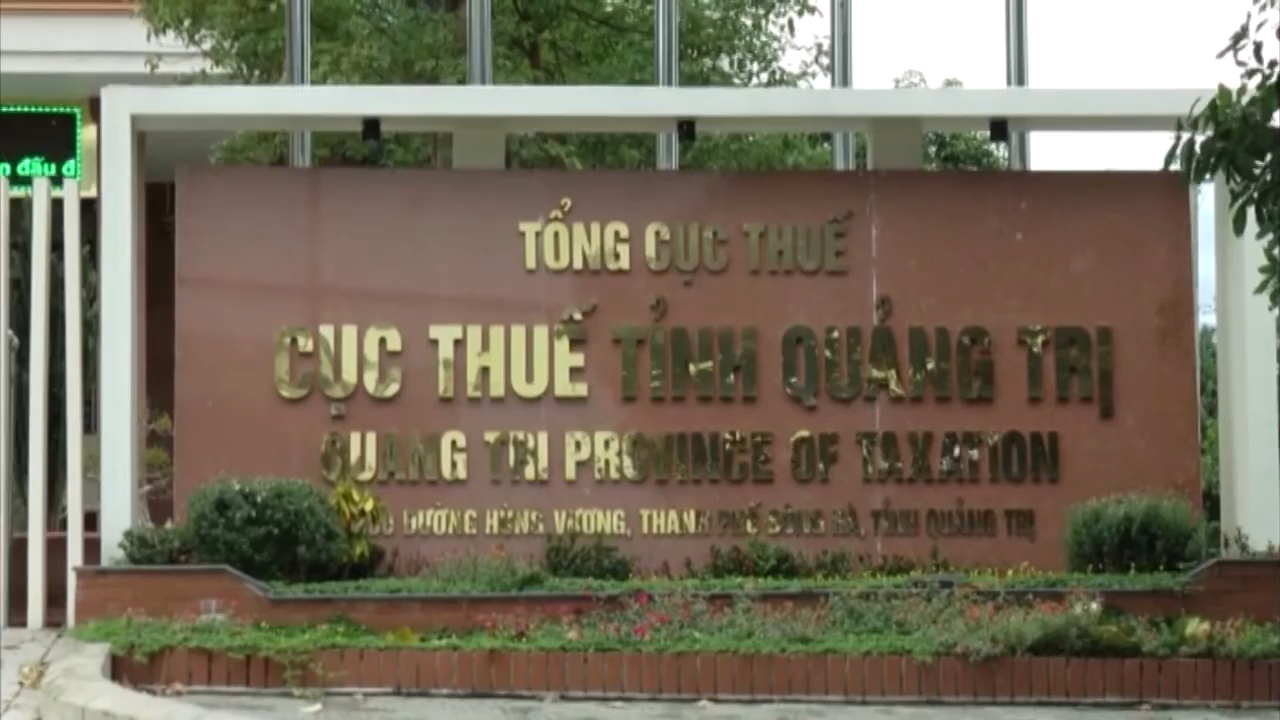 n đấu đ
TỔNG CỤC THUẾ
CỤC THUẾ TỈNH QUẢNG TRỊ
QUANG TRI PROVINCE OF TAXATION
ĐƯỜNG HÙNG VƯƠNG, THÀNH PHỐ ĐÔNG HÀ, TỈNH QUẢNG TRỊ